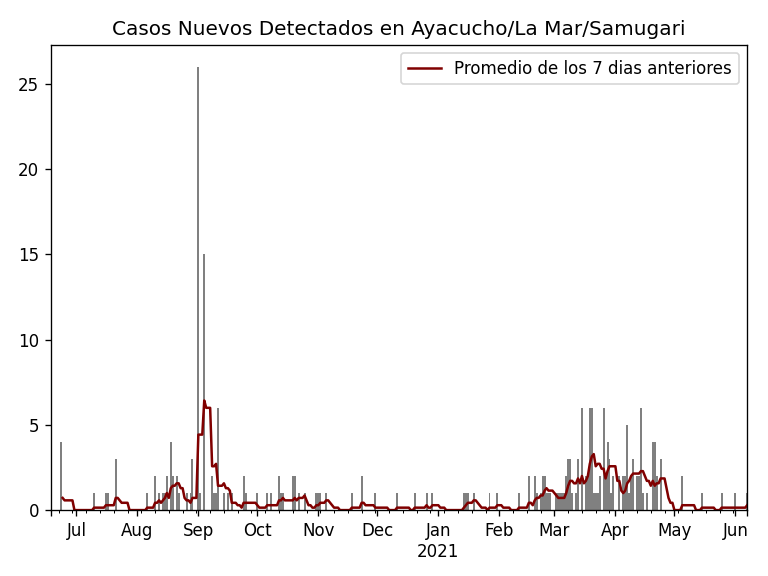 Casos Nuevos Detectados en Ayacucho/La Mar/Samugari
Promedio de los 7 dias anteriores
25
20
15
10
5
0
Jul Aug Sep Oct Nov Dec Jan Feb Mar Apr May Jun
2021